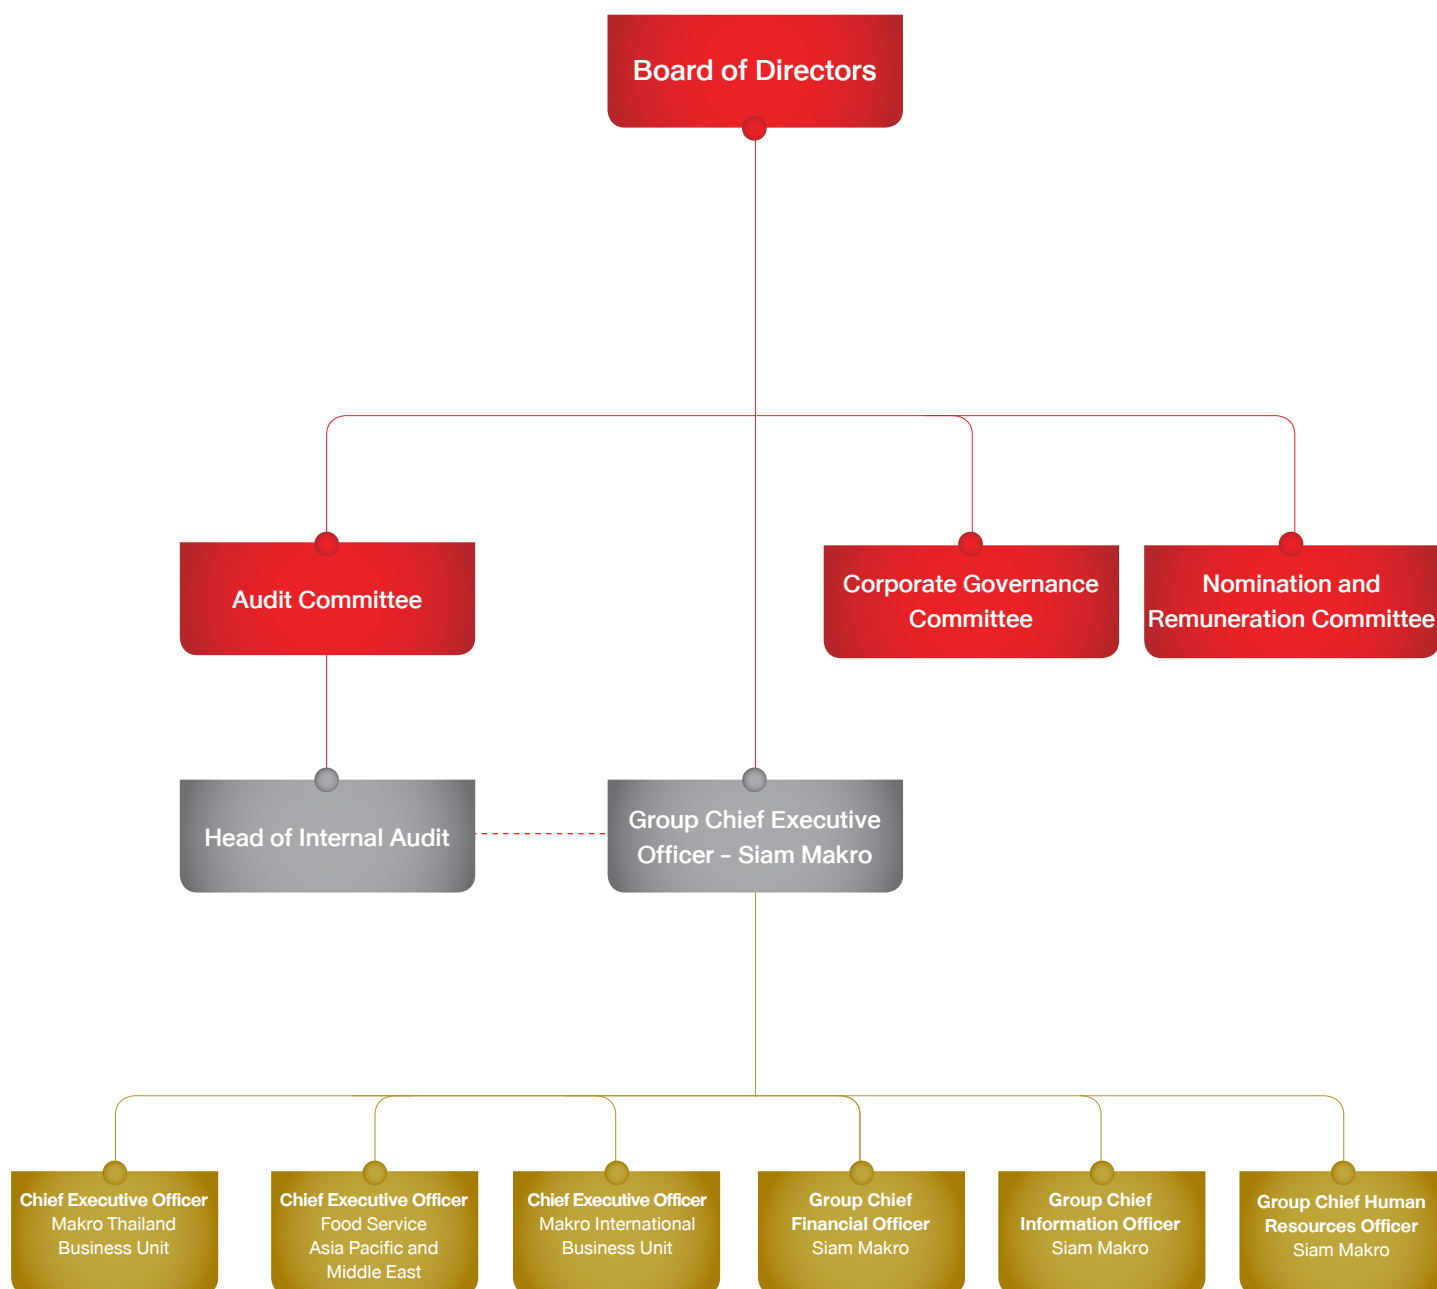 Board of Directors
Audit Committee
Corporate Governance
Committee
Nomination and
Remuneration Committee
Head of Internal Audit
Group Chief Executive
Officer – Siam Makro
Chief Executive Officer
Makro Thailand
Business Unit
Chief Executive Officer
Food Service
Asia Pacific and
Middle East
Chief Executive Officer
Makro International
Business Unit
Group Chief
Financial Officer
Siam Makro
Group Chief
Information Officer
Siam Makro
Group Chief Human
Resources Officer
Siam Makro